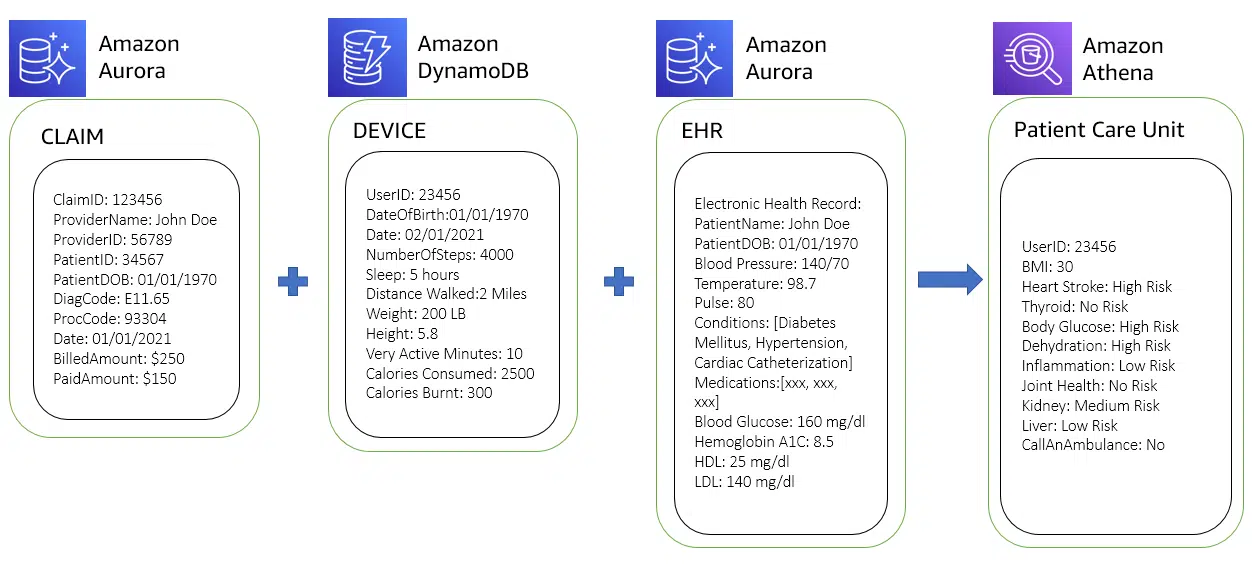 Amazon
Aurora
CLAIM
ClaimID: 123456
ProviderName: John Doe
ProviderID: 56789
PatientID: 34567
PatientDOB: 01/01/1970
DiagCode: E11.65
ProcCode: 93304
Date: 01/01/2021
BilledAmount: $250
PaidAmount: $150
Amazon
DynamoDB
DEVICE
UserID: 23456
DateOfBirth:01/01/1970
Date: 02/01/2021
NumberOfSteps: 4000
Sleep: 5 hours
Distance Walked:2 Miles
Weight: 200 LB
Height: 5.8
Very Active Minutes: 10
Calories Consumed: 2500
Calories Burnt: 300
Amazon
Aurora
EHR
Electronic Health Record:
PatientName: John Doe
PatientDOB: 01/01/1970
Blood Pressure: 140/70
Temperature: 98.7
Pulse: 80
Conditions: [Diabetes
Mellitus, Hypertension,
Cardiac Catheterization]
Medications:[xxx, xxx,
xxx]
Blood Glucose: 160 mg/dl
Hemoglobin A1C: 8.5
HDL: 25 mg/dl
LDL: 140 mg/dl
Amazon
Athena
Patient Care Unit
UserID: 23456
BMI: 30
Heart Stroke: High Risk
Thyroid: No Risk
Body Glucose: High Risk
Dehydration: High Risk
Inflammation: Low Risk
Joint Health: No Risk
Kidney: Medium Risk
Liver: Low Risk
CallAnAmbulance: No